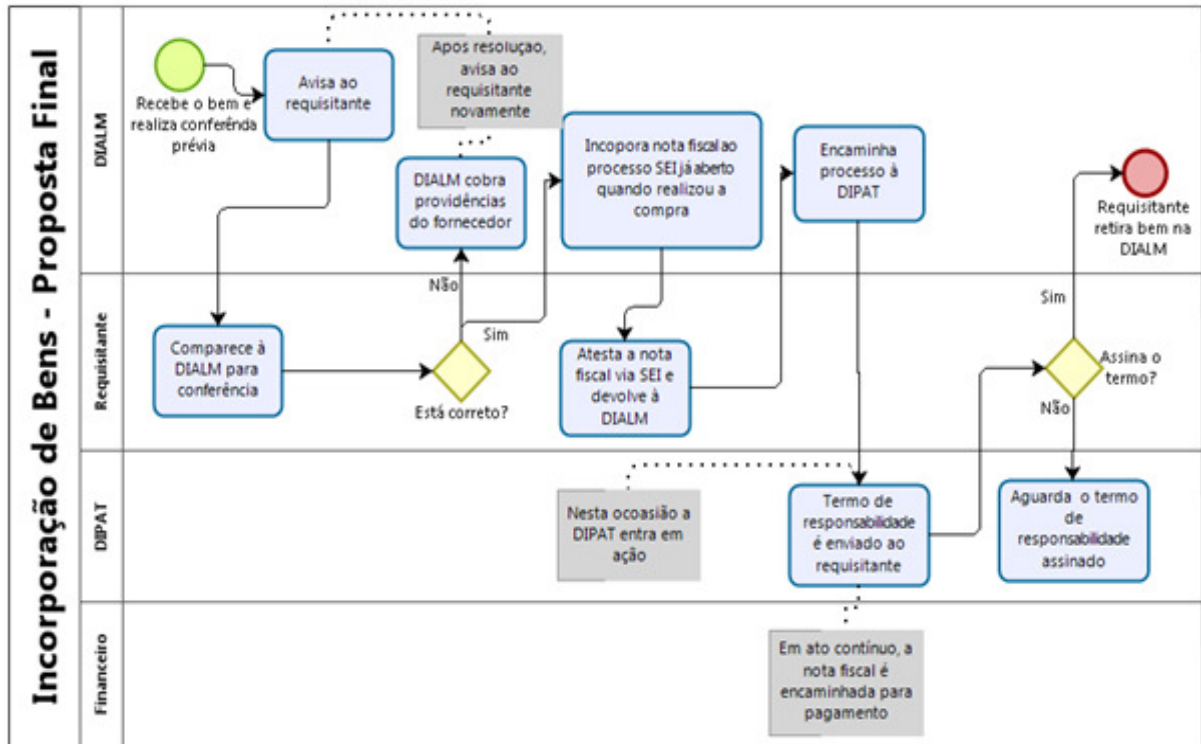 Incorporação de Bens - Proposta Final
DIALM
Recebe o bem e
realiza conferência
prévia
Avisa ao
requisitante
Apos resoluçao,
avisa ao
requisitante
novamente
DIALM cobra
providências
do fornecedor
Incopora nota fiscal ao
processo SEI já aberto
quando realizou a
compra
Encaminha
processo à
DIPAT
Requisitante
retira bem na
DIALM
Requisitante
Comparece à
DIALM para
conferência
Não
Sim
Está correto?
Atesta a nota
fiscal via SEI e
devolve à
DIALM
Sim
Assina o
termo?
Não
DIPAT
Nesta ocoasião a
DIPAT entra em
ação
Termo de
responsabilidade
é enviado ao
requisitante
Aguarda o termo
de
responsabilidade
assinado
Financeiro
Em ato contínuo, a
nota fiscal é
encaminhada para
pagamento